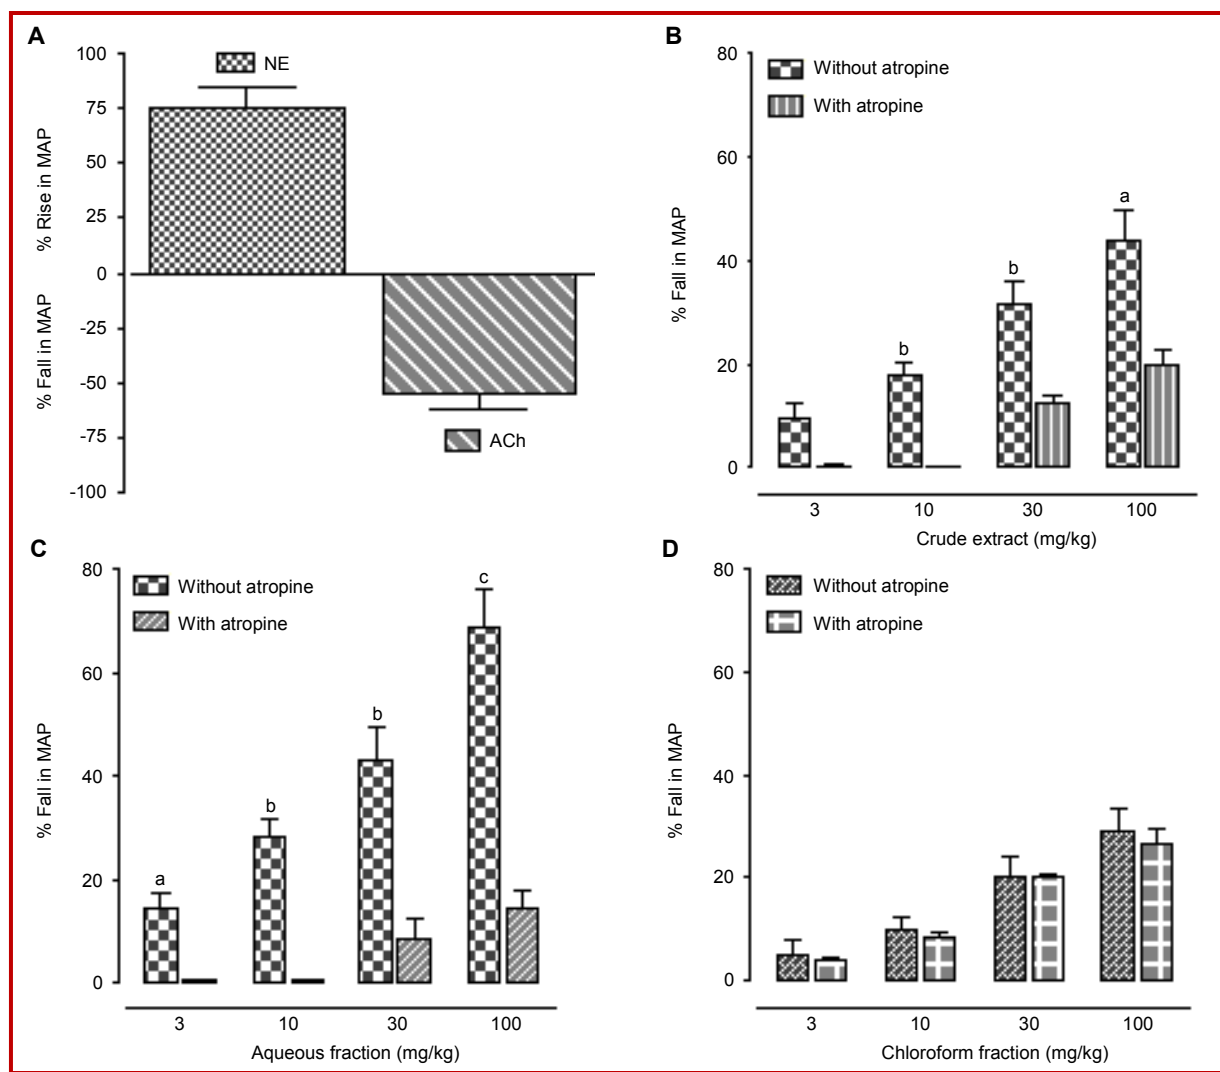 A
100
75
50
25
0
-25
-50
-75
-100
% Rise in MAP
% Fall in MAP
NE
ACh
B
80
60
40
20
0
% Fall in MAP
Without atropine
With atropine
b
b
a
3 10 30 100
Crude extract (mg/kg)
C
80
60
40
20
0
% Fall in MAP
Without atropine
With atropine
a
b
b
c
3 10 30 100
Aqueous fraction (mg/kg)
D
80
60
40
20
0
% Fall in MAP
Without atropine
With atropine
3 10 30 100
Chloroform fraction (mg/kg)